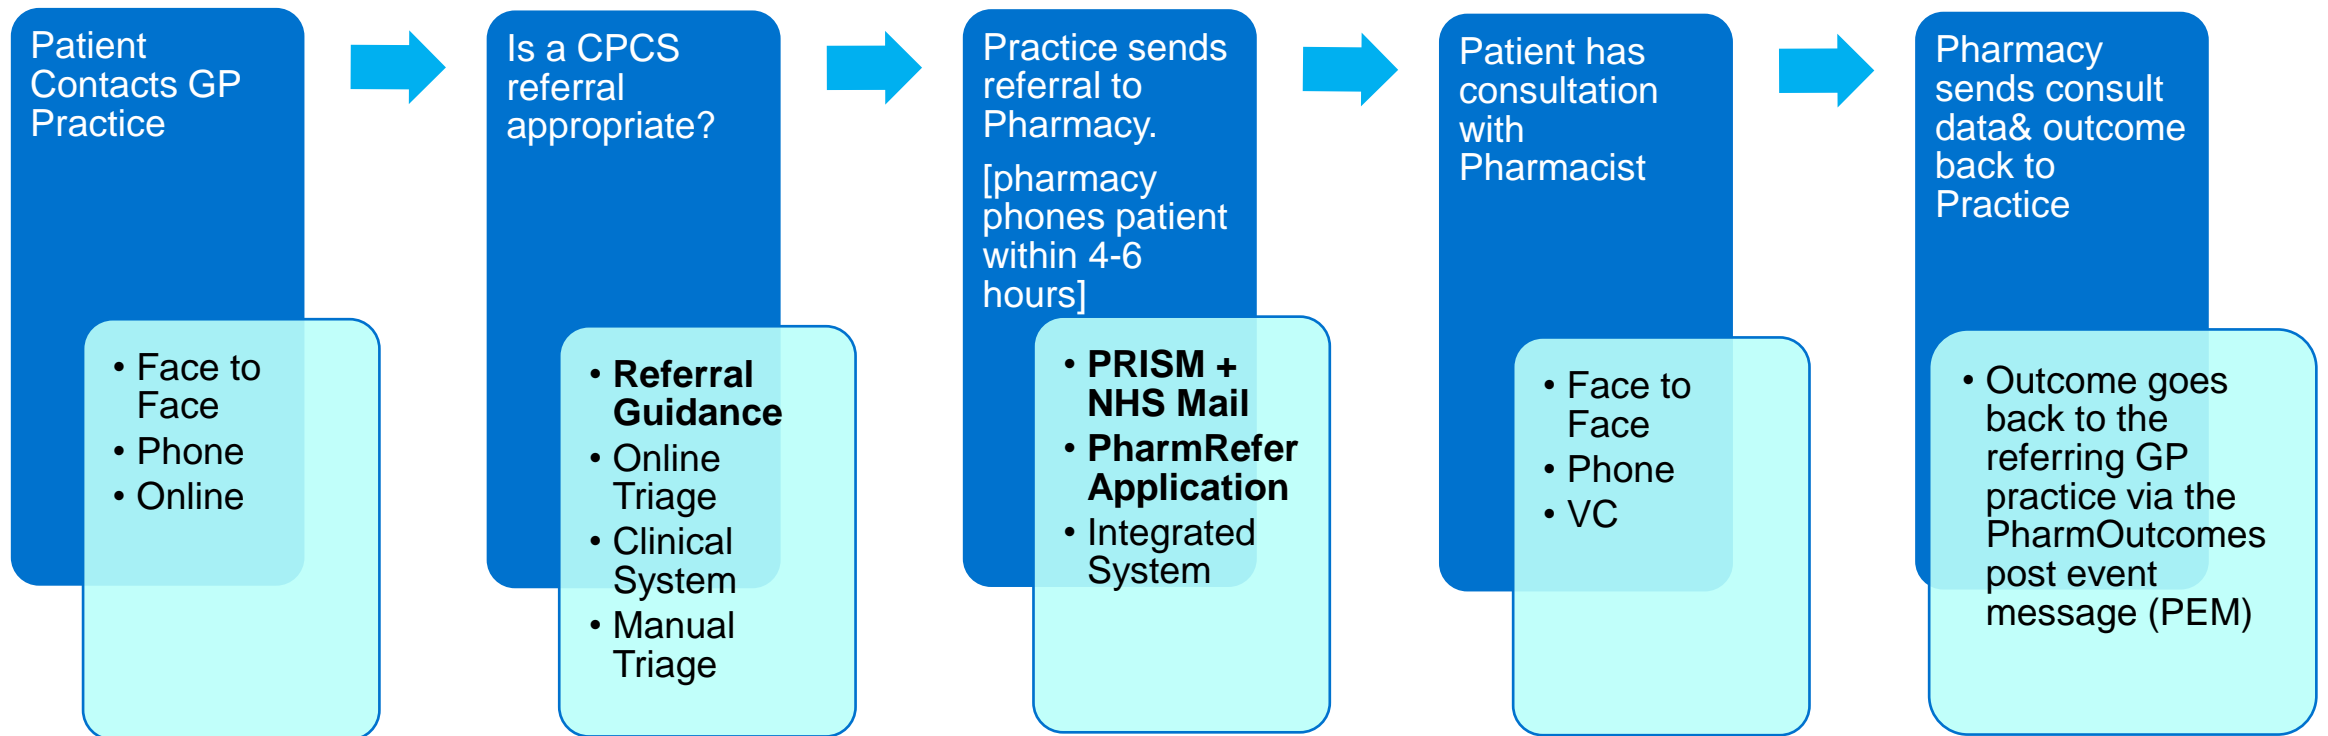 Patient
Contacts GP
Practice
• Face to
Face
• Phone
• Online
Is a CPCS
referral
appropriate?
• Referral
Guidance
• Online
Triage
• Clinical
System
• Manual
Triage
Practice sends
referral to
Pharmacy.
[pharmacy
phones patient
within 4-6
hours]
• PRISM +
NHS Mail
• PharmRefer
Application
• Integrated
System
Patient has
consultation
with
Pharmacist
• Face to
Face
• Phone
• VC
Pharmacy
sends consult
data& outcome
back to
Practice
• Outcome goes
back to the
referring GP
practice via the
PharmOutcomes
post event
message (PEM)